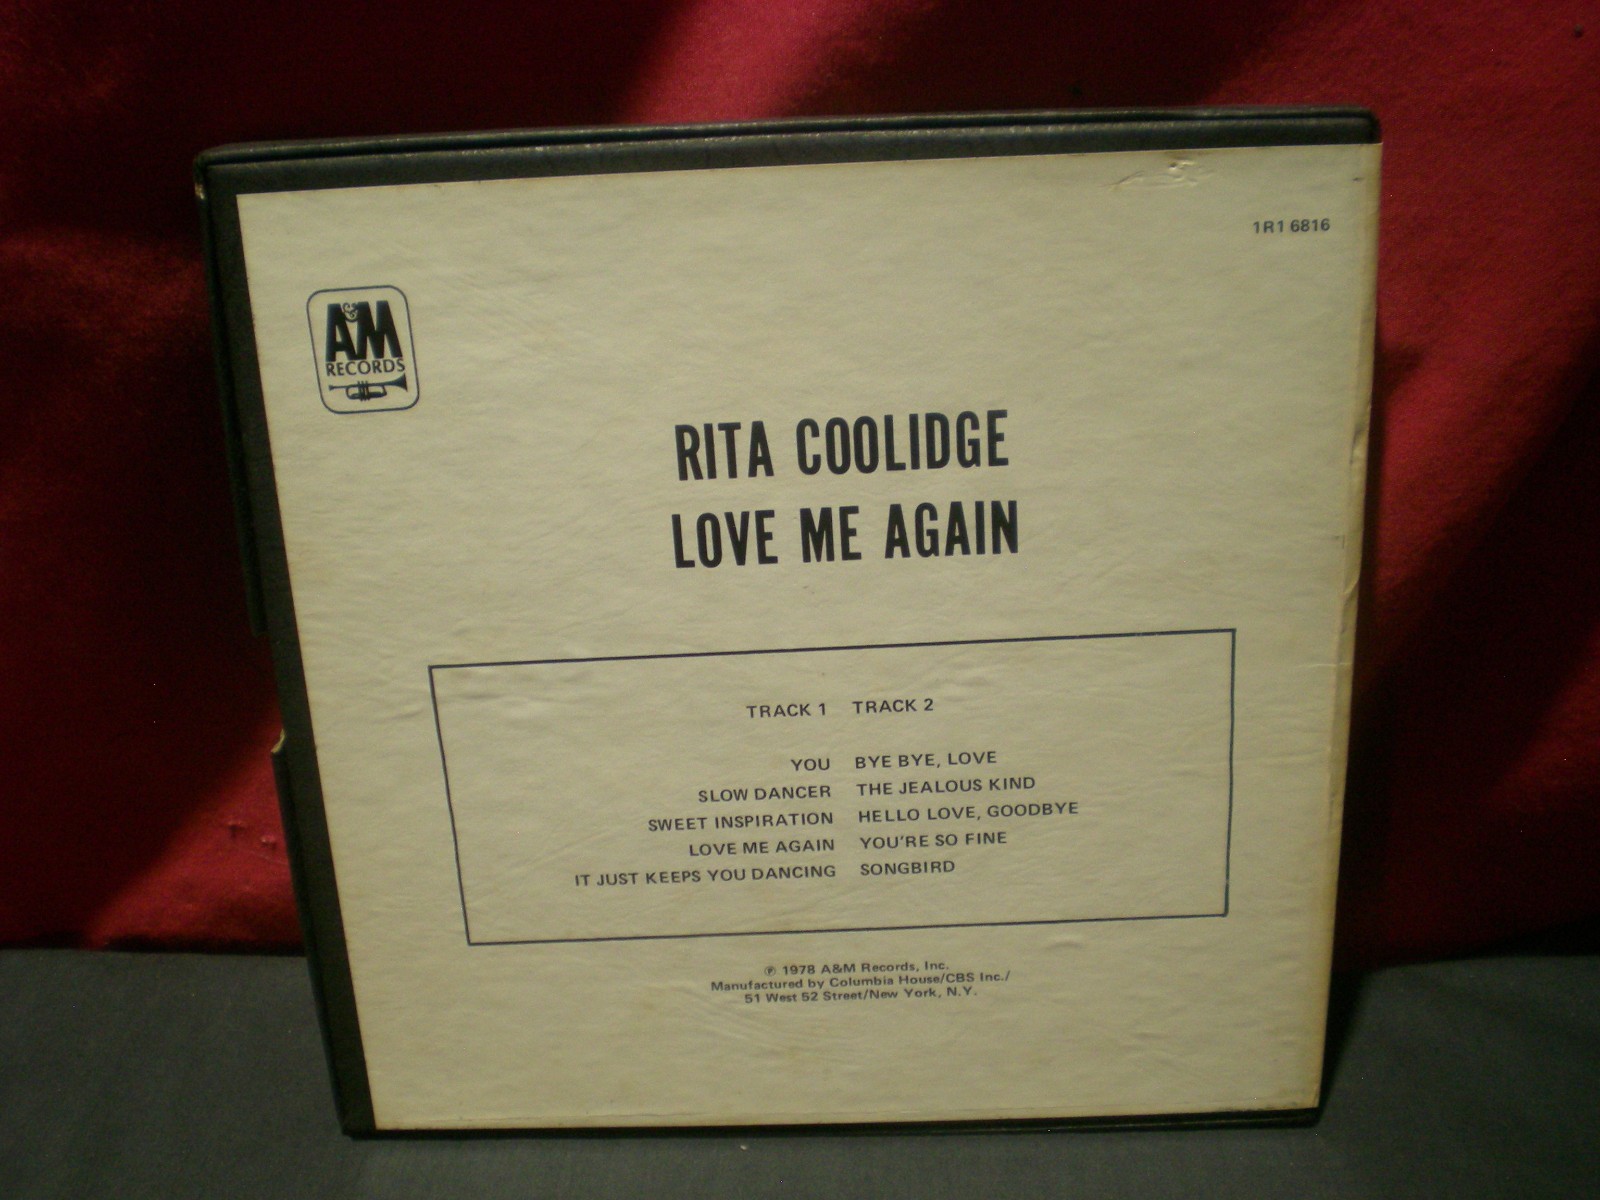 1R1 6816
A&M
RECORDS
RITA COOLIDGE
LOVE ME AGAIN
TRACK 1
YOU
SLOW DANCER
SWEET INSPIRATION
LOVE ME AGAIN
IT JUST KEEPS YOU DANCING
TRACK 2
BYE BYE, LOVE
THE JEALOUS KIND
HELLO LOVE, GOODBYE
YOU'RE SO FINE
SONGBIRD
℗ 1978 A&M Records, Inc.
Manufactured by Columbia House/CBS Inc./
51 West 52 Street/New York, N.Y.